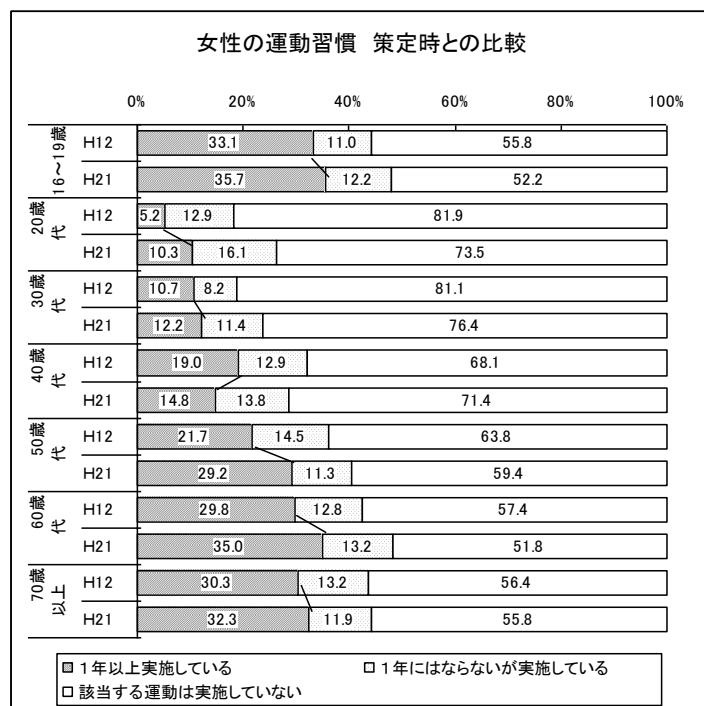 女性の運動習慣 策定時との比較
0% 20% 40% 60% 80% 100%
16～19歳
H12 33.1 11.0 55.8
H21 35.7 12.2 52.2
20歳代
H12 5.2 12.9 81.9
H21 10.3 16.1 73.5
30歳代
H12 10.7 8.2 81.1
H21 12.2 11.4 76.4
40歳代
H12 19.0 12.9 68.1
H21 14.8 13.8 71.4
50歳代
H12 21.7 14.5 63.8
H21 29.2 11.3 59.4
60歳代
H12 29.8 12.8 57.4
H21 35.0 13.2 51.8
70歳以上
H12 30.3 13.2 56.4
H21 32.3 11.9 55.8
１年以上実施している １年にはならないが実施している
該当する運動は実施していない